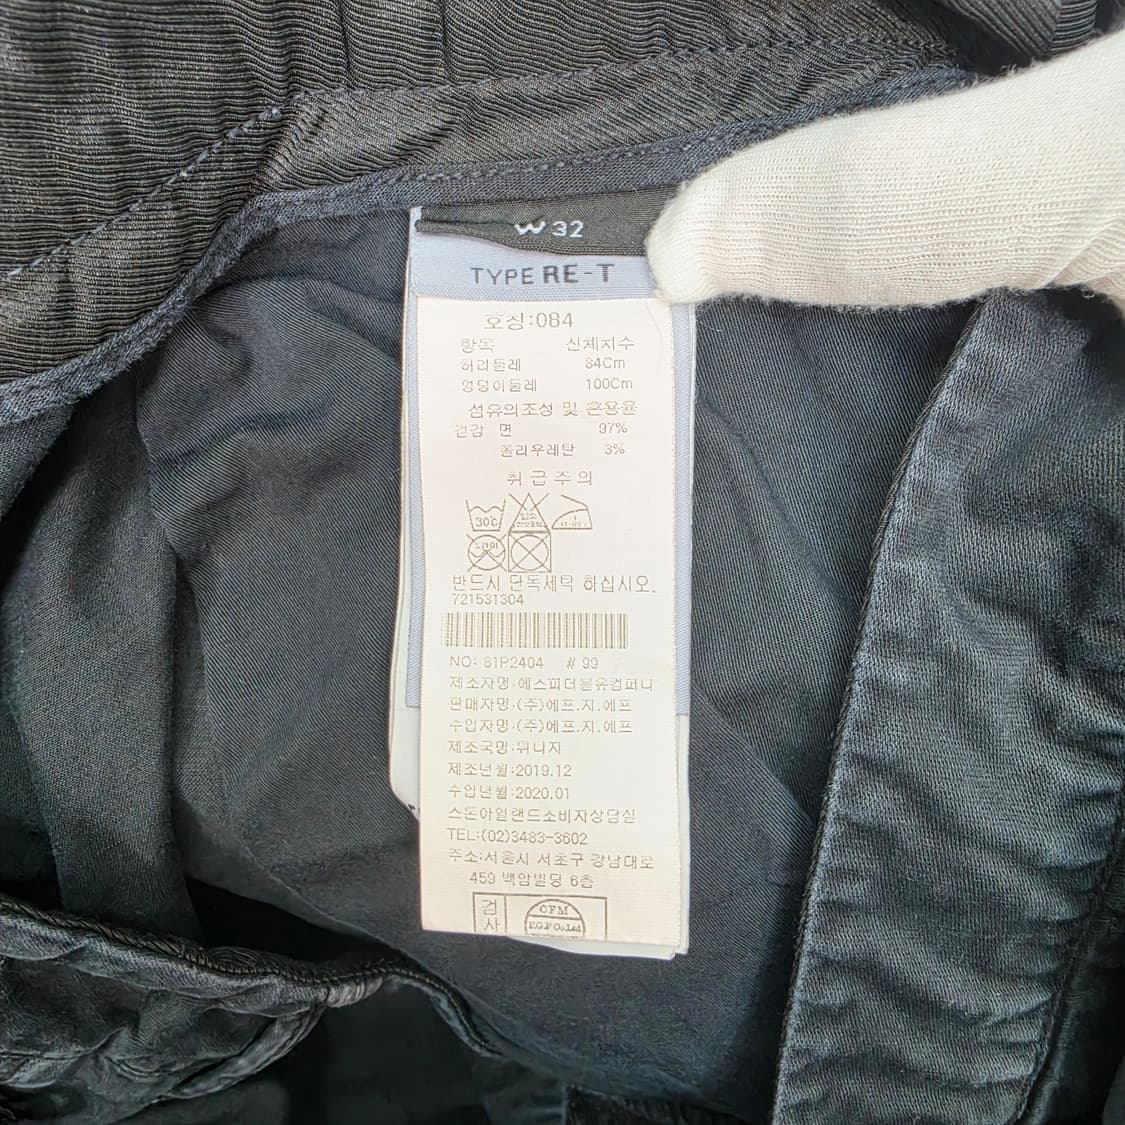 W 32
TYPE RE-T
호칭:084
항목 신체치수
허리둘레 84Cm
엉덩이둘레 100Cm
섬유의조성 및 혼용율
겉감 면 97%
폴리우레탄 3%
취급주의
30℃
반드시 단독세탁 하십시오.
721531304
NO: 81P2404 # 99
제조자명:에스피더블유컴퍼니
판매자명:(주)에프.지.에프
수입자명:(주)에프.지.에프
제조국명:튀니지
제조년월:2019.12
수입년월:2020.01
스톤아일랜드소비자상담실
TEL:(02)3483-3602
주소:서울시 서초구 강남대로
459 백암빌딩 6층
검사
CFM
F.G.F Co.Ltd